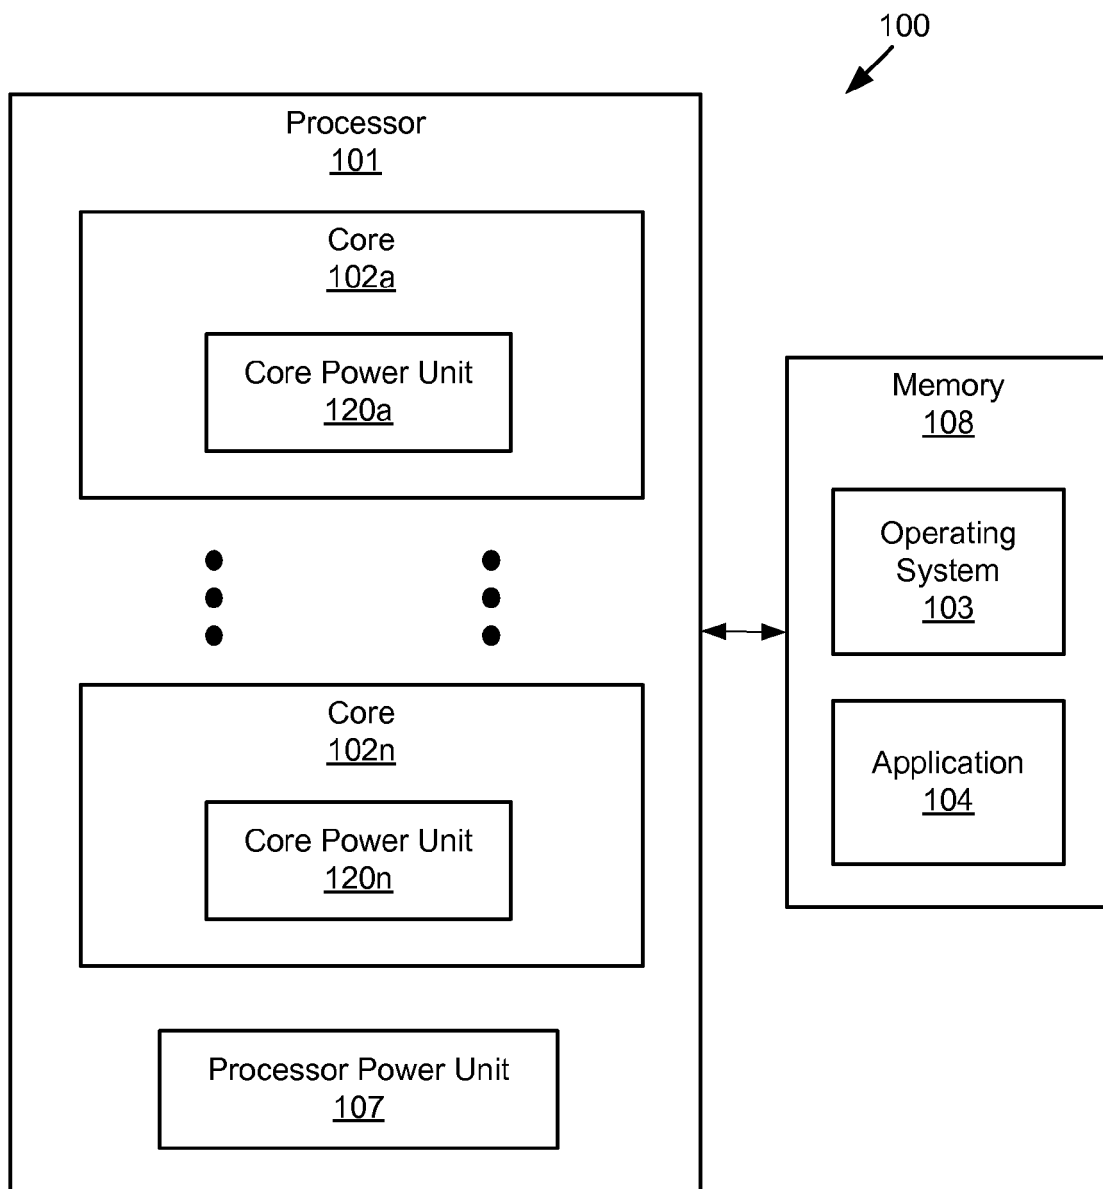 100
Processor
101
Core
102a
Core Power Unit
120a
Core
102n
Core Power Unit
120n
Processor Power Unit
107
Memory
108
Operating
System
103
Application
104